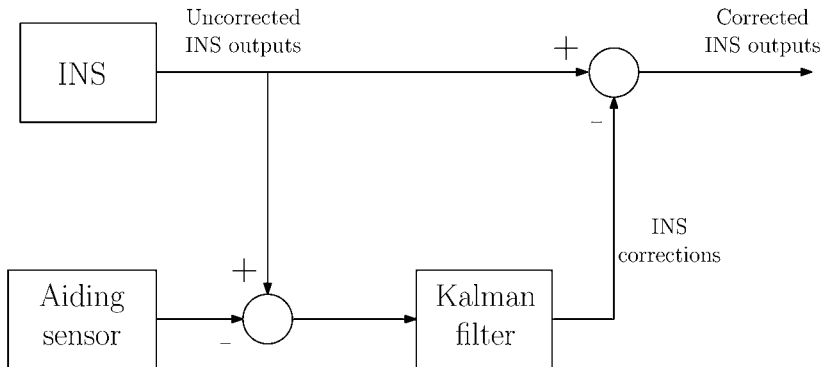 Uncorrected
INS outputs
Corrected
INS outputs
INS
+
–
INS
corrections
Aiding
sensor
+
–
Kalman
filter